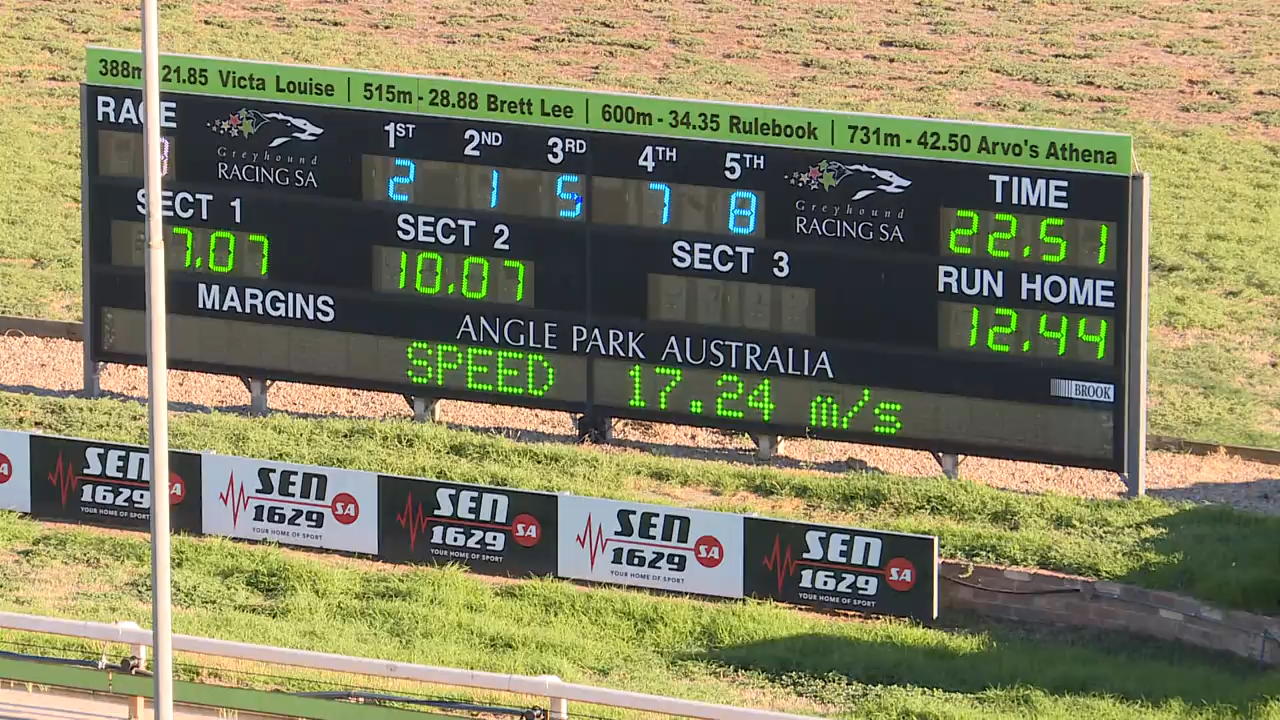 388m 21.85 Victa Louise | 515m - 28.88 Brett Lee | 600m - 34.35 Rulebook | 731m - 42.50 Arvo's Athena
RACE
Greyhound
RACING SA
1ST 2ND 3RD 4TH 5TH
2 1 5 7 8
Greyhound
RACING SA
TIME
22.51
SECT 1
7.07
SECT 2
10.07
SECT 3
RUN HOME
12.44
MARGINS
ANGLE PARK AUSTRALIA
SPEED 17.24 m/s
BROOK
SA
SEN
1629
SA
SEN
1629
SA
YOUR HOME OF SPORT
SEN
1629
SA
YOUR HOME OF SPORT
SEN
1629
SA
YOUR HOME OF SPORT
SEN
1629
SA
YOUR HOME OF SPORT